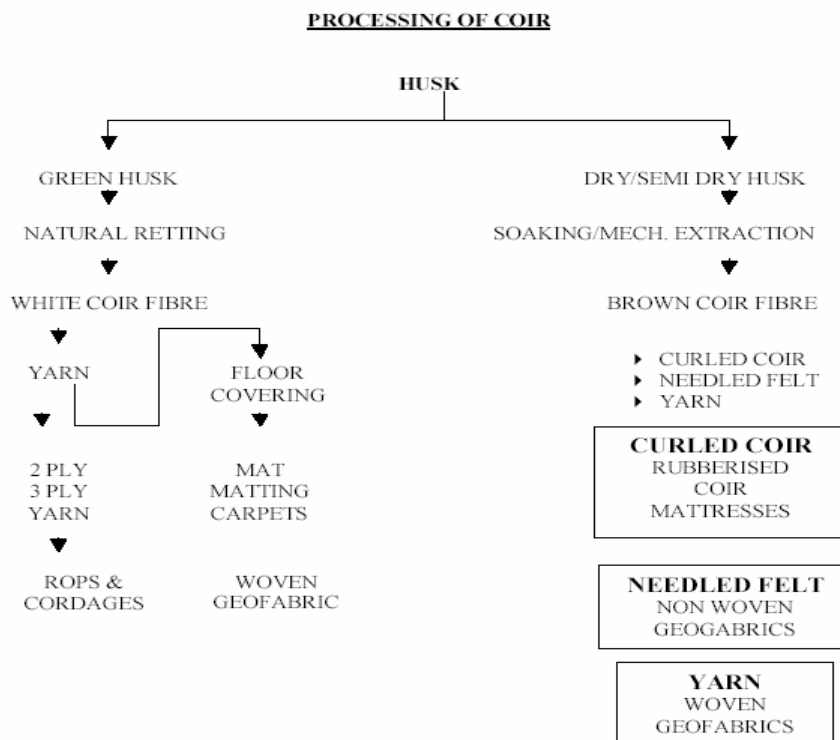 PROCESSING OF COIR
HUSK
GREEN HUSK
DRY/SEMI DRY HUSK
NATURAL RETTING
SOAKING/MECH. EXTRACTION
WHITE COIR FIBRE
BROWN COIR FIBRE
YARN
FLOOR
COVERING
CURLED COIR
NEEDLED FELT
YARN
2 PLY
3 PLY
YARN
MAT
MATTING
CARPETS
CURLED COIR
RUBBERISED
COIR
MATTRESSES
ROPS &
CORDAGES
WOVEN
GEOFABRIC
NEEDLED FELT
NON WOVEN
GEOGABRICS
YARN
WOVEN
GEOFABRICS